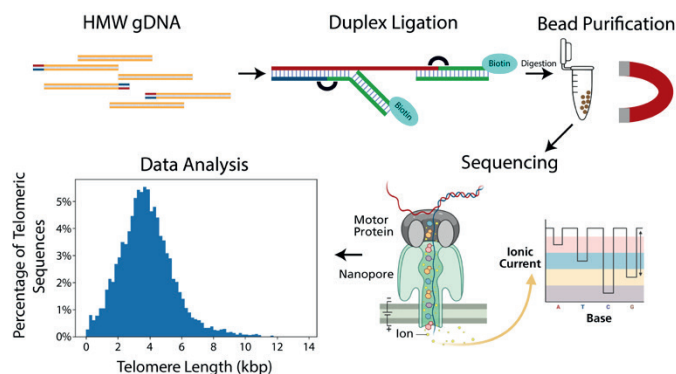 HMW gDNA
Duplex Ligation
Bead Purification
Biotin
Biotin
Digestion
Data Analysis
Sequencing
Percentage of Telomeric
Sequences
5%
4%
3%
2%
1%
0%
0 2 4 6 8 10 12 14
Telomere Length (kbp)
Motor
Protein
Nanopore
Ion
Ionic
Current
A T C G
Base